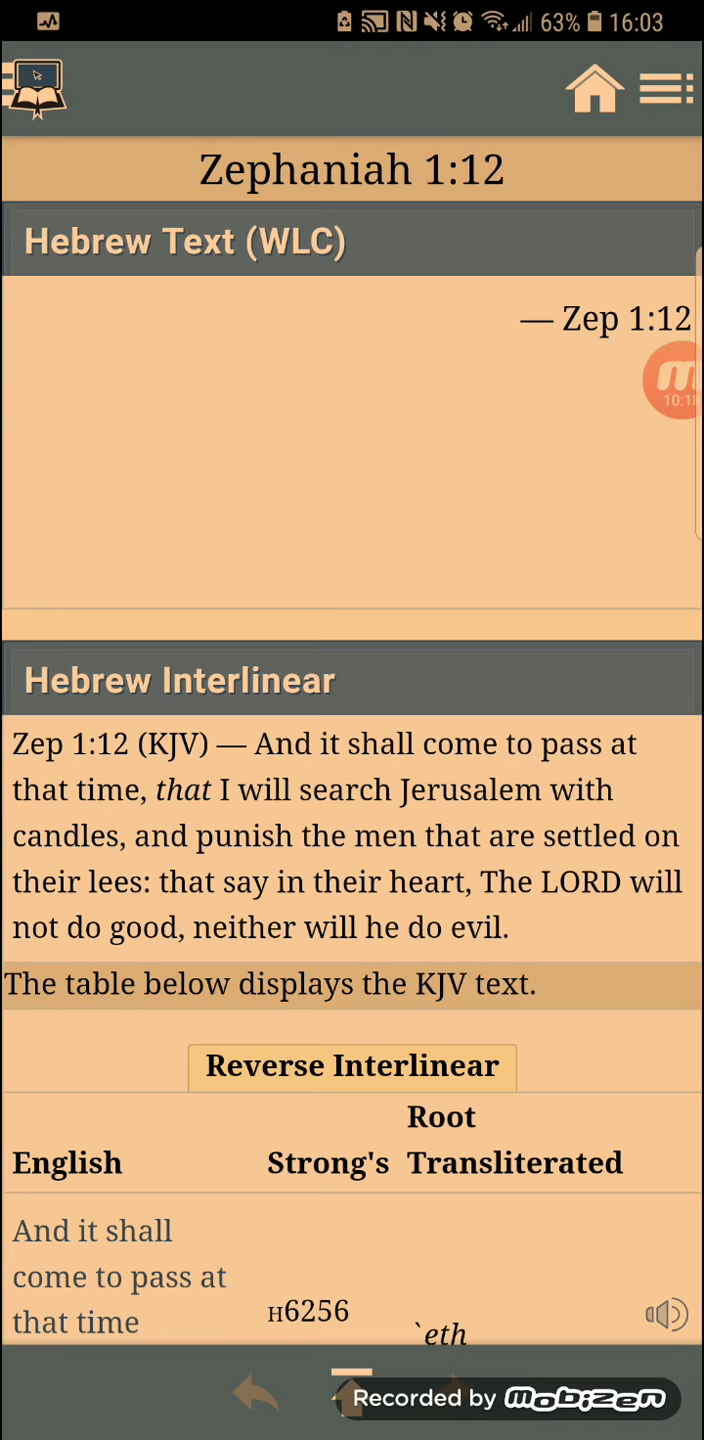 63% 16:03
Zephaniah 1:12
Hebrew Text (WLC)
— Zep 1:12
10:18
Hebrew Interlinear
Zep 1:12 (KJV) — And it shall come to pass at
that time, that I will search Jerusalem with
candles, and punish the men that are settled on
their lees: that say in their heart, The LORD will
not do good, neither will he do evil.
The table below displays the KJV text.
Reverse Interlinear
Root
English Strong's Transliterated
And it shall
come to pass at
that time H6256 `eth
Recorded by mobizen